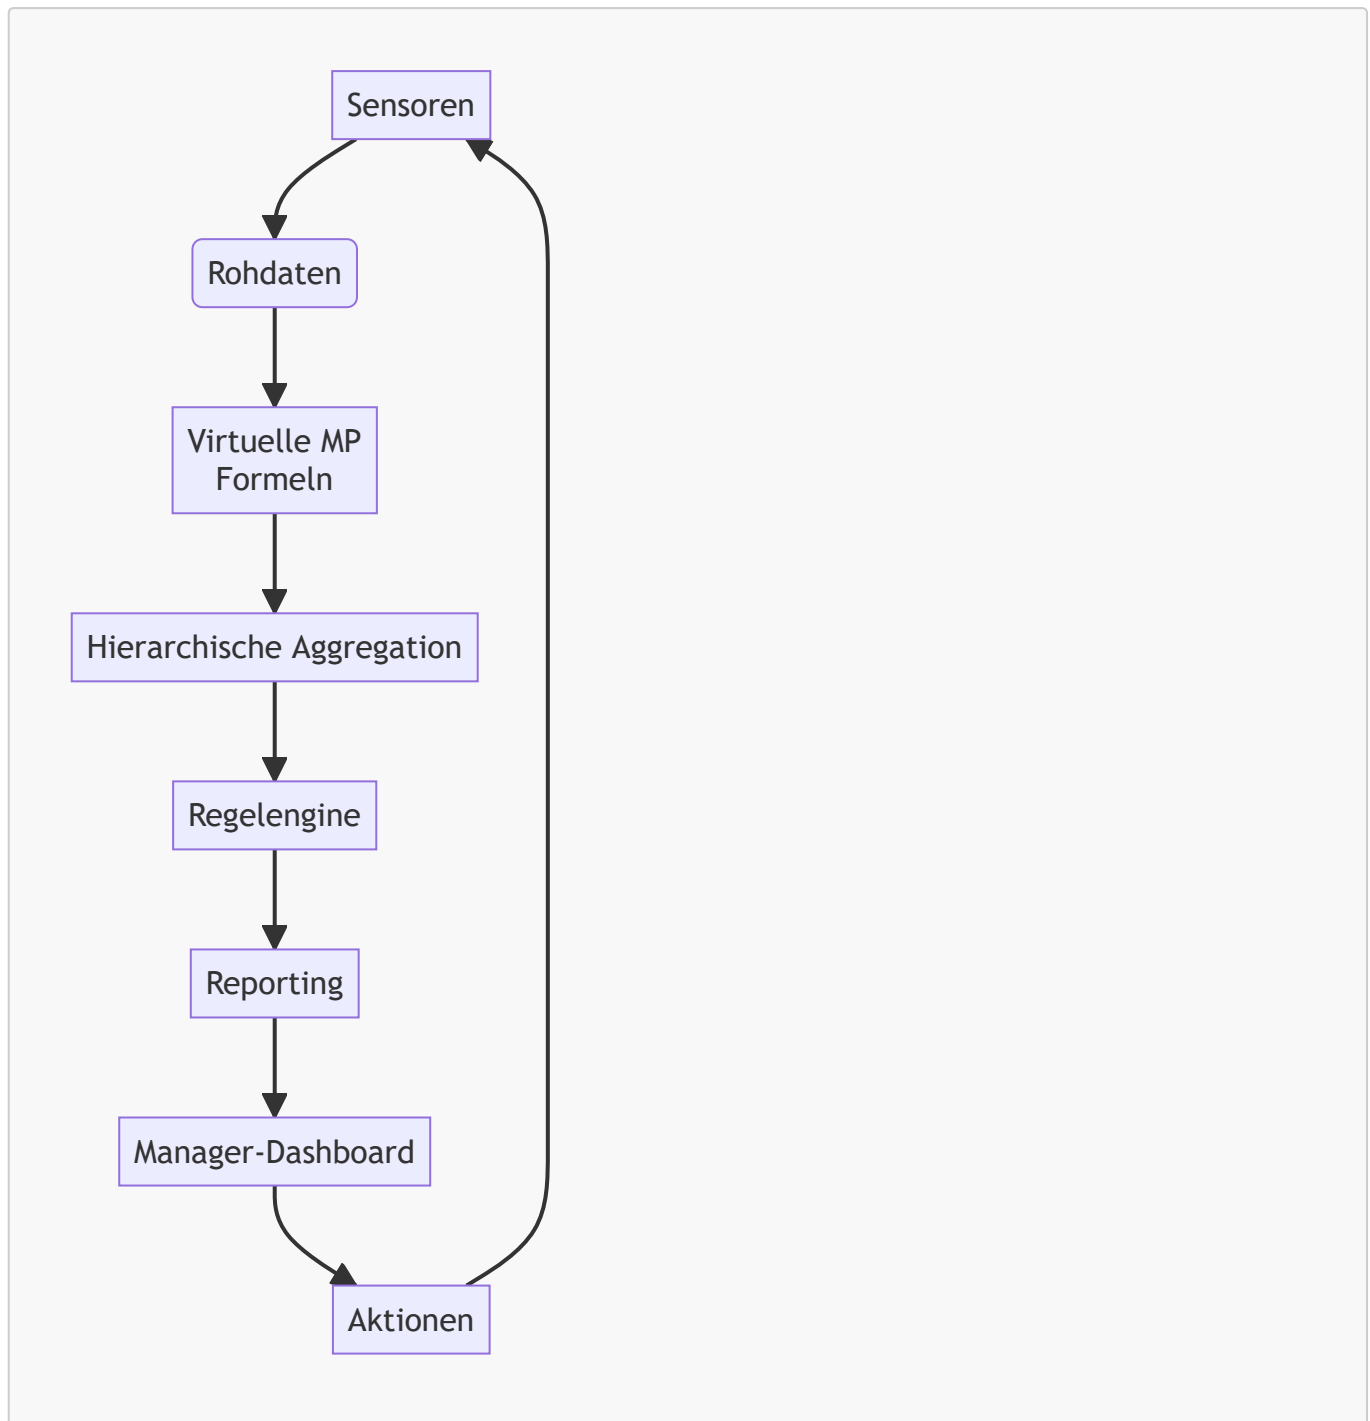 Sensoren
Rohdaten
Virtuelle MP
Formeln
Hierarchische Aggregation
Regelengine
Reporting
Manager-Dashboard
Aktionen